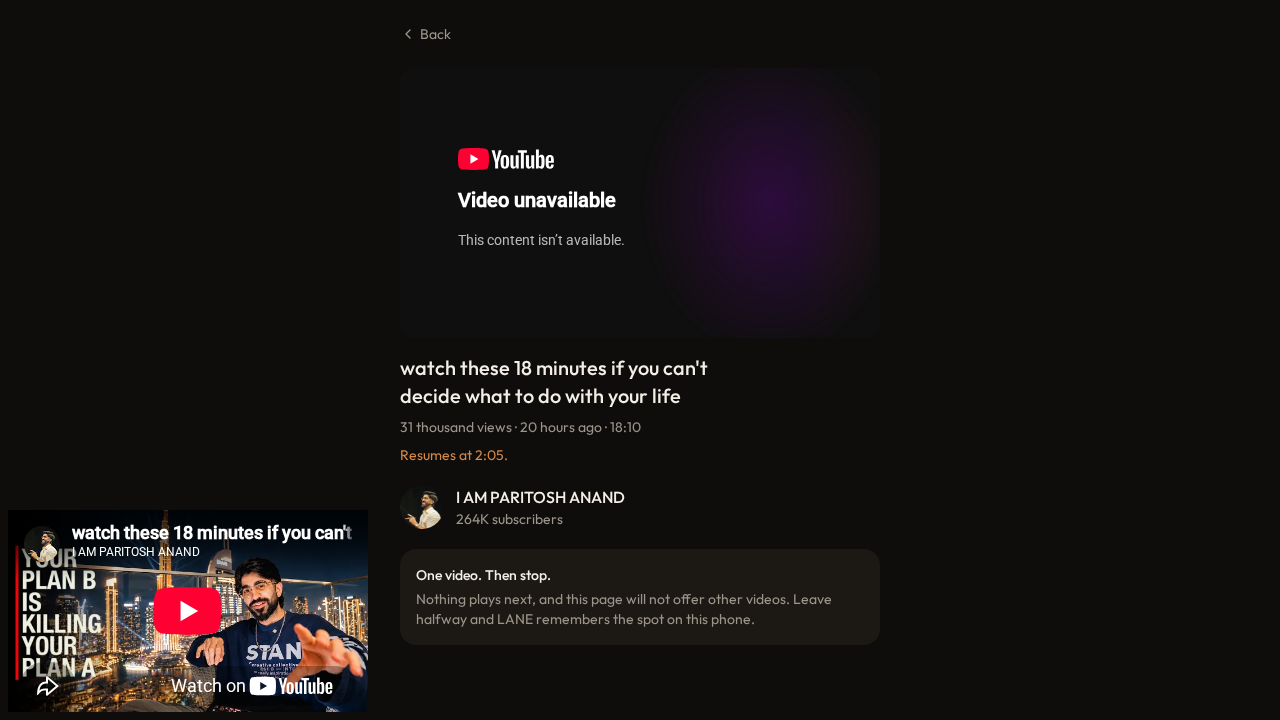 Back
YouTube
Video unavailable
This content isn't available.
watch these 18 minutes if you can't
decide what to do with your life
31 thousand views · 20 hours ago · 18:10
Resumes at 2:05.
I AM PARITOSH ANAND
264K subscribers
One video. Then stop.
Nothing plays next, and this page will not offer other videos. Leave
halfway and LANE remembers the spot on this phone.
watch these 18 minutes if you can't
I AM PARITOSH ANAND
YOUR
PLAN B
IS
KILLING
YOUR
PLAN A
STAN
creative collective
Watch on YouTube